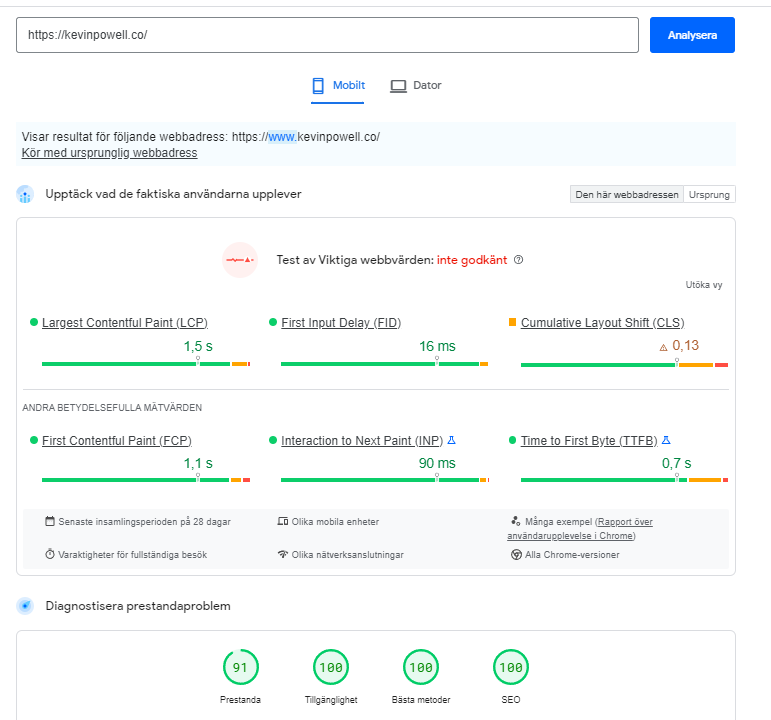 https://kevinpowell.co/
Analysera
Mobilt
Dator
Visar resultat för följande webbadress: https://www.kevinpowell.co/
Kör med ursprunglig webbadress
Upptäck vad de faktiska användarna upplever
Den här webbadressen
Ursprung
Test av Viktiga webbvärden: inte godkänt
Utöka vy
Largest Contentful Paint (LCP)
1,5 s
First Input Delay (FID)
16 ms
Cumulative Layout Shift (CLS)
0,13
ANDRA BETYDELSEFULLA MÄTVÄRDEN
First Contentful Paint (FCP)
1,1 s
Interaction to Next Paint (INP)
90 ms
Time to First Byte (TTFB)
0,7 s
Senaste insamlingsperioden på 28 dagar
Olika mobila enheter
Många exempel (Rapport över
användarupplevelse i Chrome)
Varaktigheter för fullständiga besök
Olika nätverksanslutningar
Alla Chrome-versioner
Diagnostisera prestandaproblem
91
100
100
100
Prestanda
Tillgänglighet
Bästa metoder
SEO